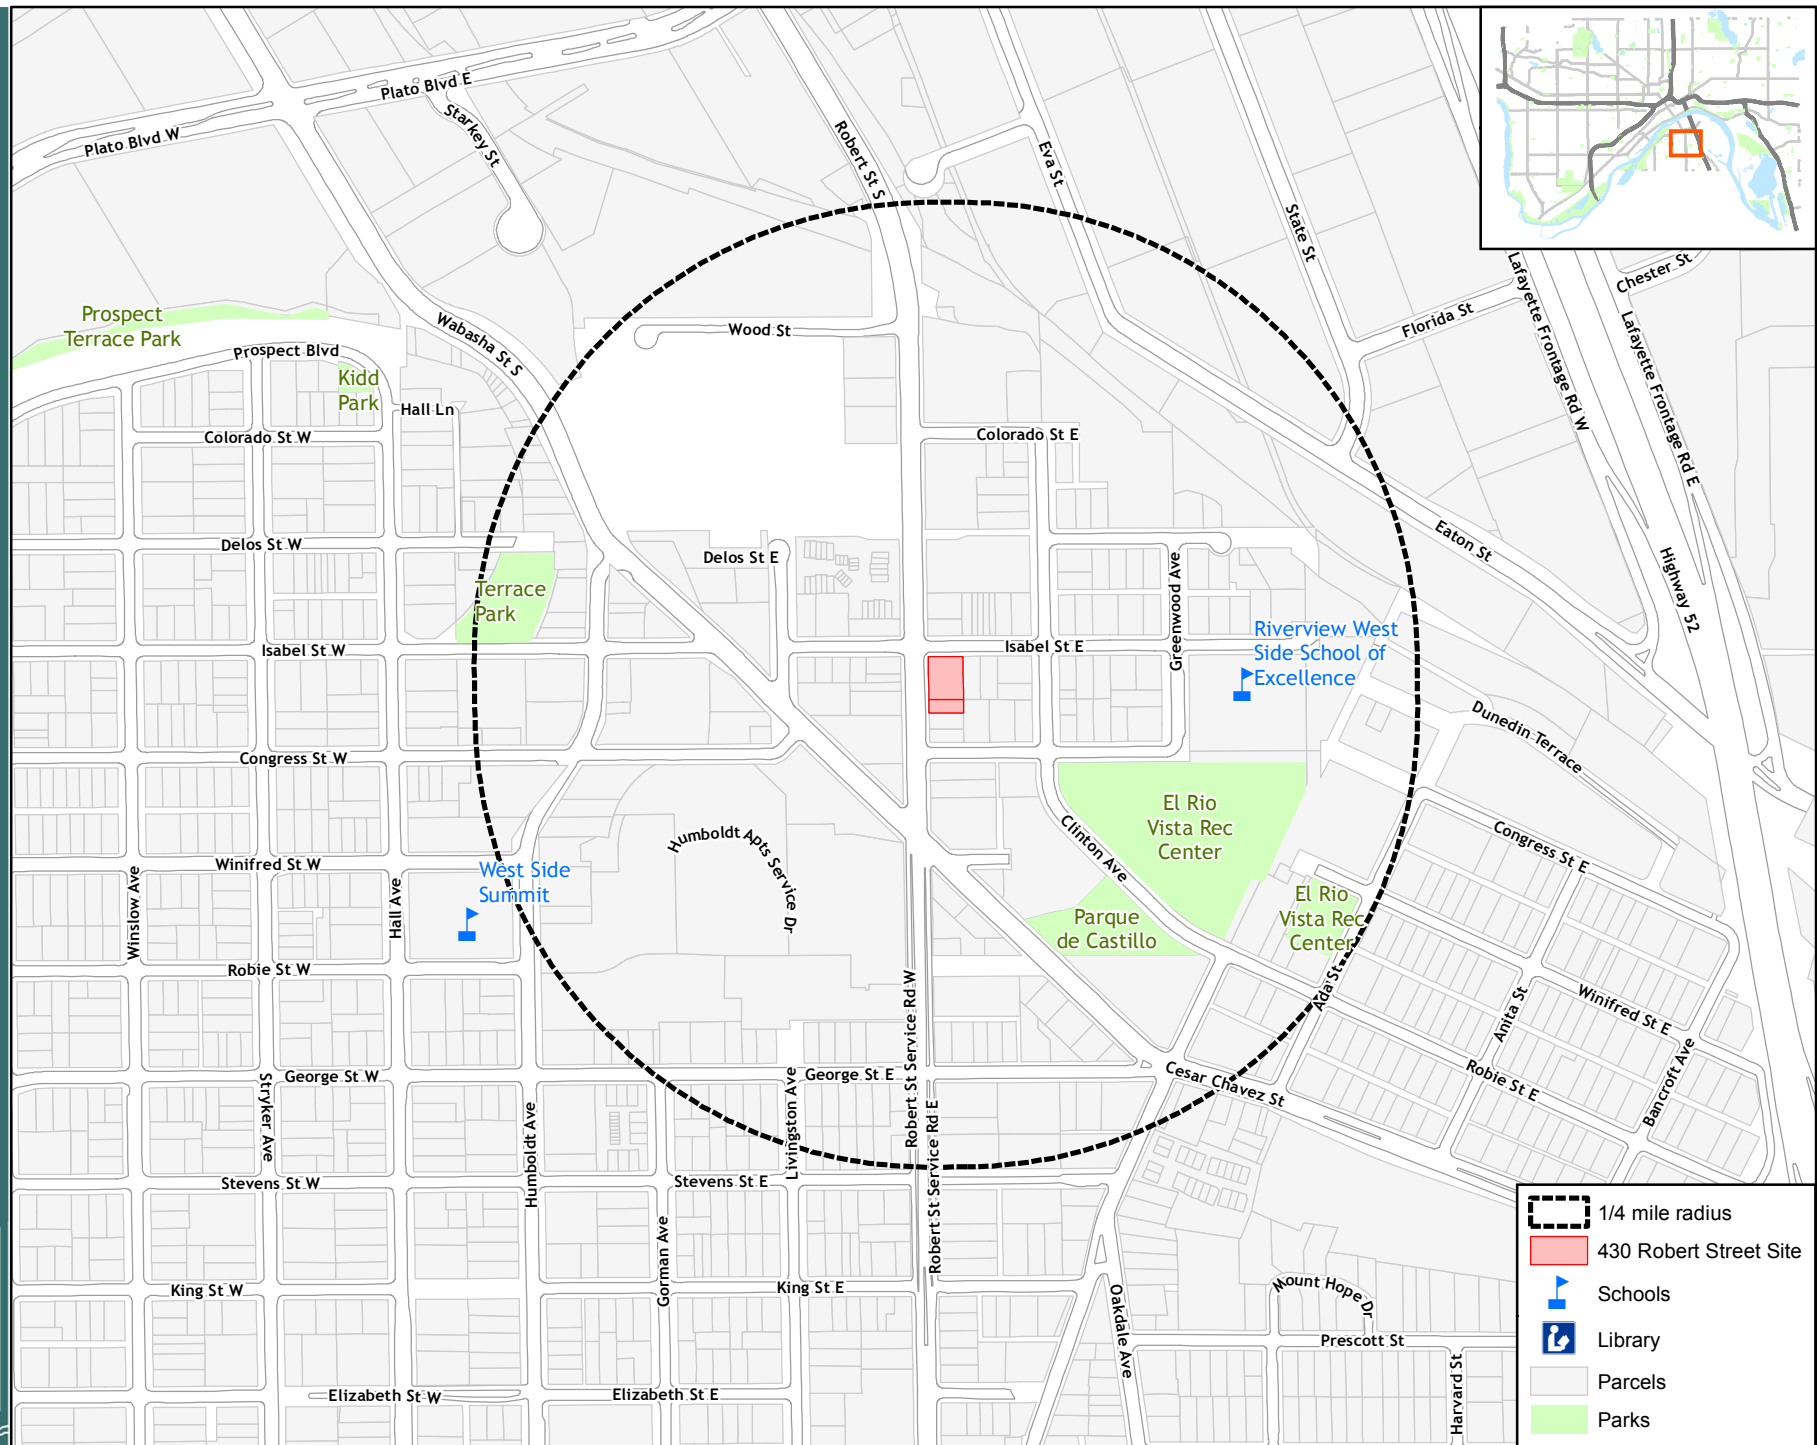 Plato Blvd E
Plato Blvd W
Starkey St
Robert St S
Eva St
State St
Lafayette Frontage Rd W
Lafayette Frontage Rd E
Chester St
Florida St
Prospect
Terrace Park
Prospect Blvd
Kidd
Park
Hall Ln
Wabasha St S
Wood St
Colorado St W
Colorado St E
Delos St W
Delos St E
Terrace
Park
Greenwood Ave
Eaton St
Highway 52
Isabel St W
Isabel St E
Riverview West
Side School of
Excellence
Dunedin Terrace
Congress St W
Congress St E
El Rio
Vista Rec
Center
Clinton Ave
Humboldt Apts Service Dr
Winifred St W
West Side
Summit
Winslow Ave
Hall Ave
Parque
de Castillo
El Rio
Vista Rec
Center
Robie St W
Robert St Service Rd W
Ada St
Anita St
Winifred St E
Bancroft Ave
Robie St E
George St W
George St E
Cesar Chavez St
Stryker Ave
Humboldt Ave
Livingston Ave
Robert St Service Rd E
Stevens St W
Stevens St E
Gorman Ave
King St W
King St E
Oakdale Ave
Mount Hope Dr
Prescott St
Harvard St
Elizabeth St W
Elizabeth St E
1/4 mile radius
430 Robert Street Site
Schools
Library
Parcels
Parks